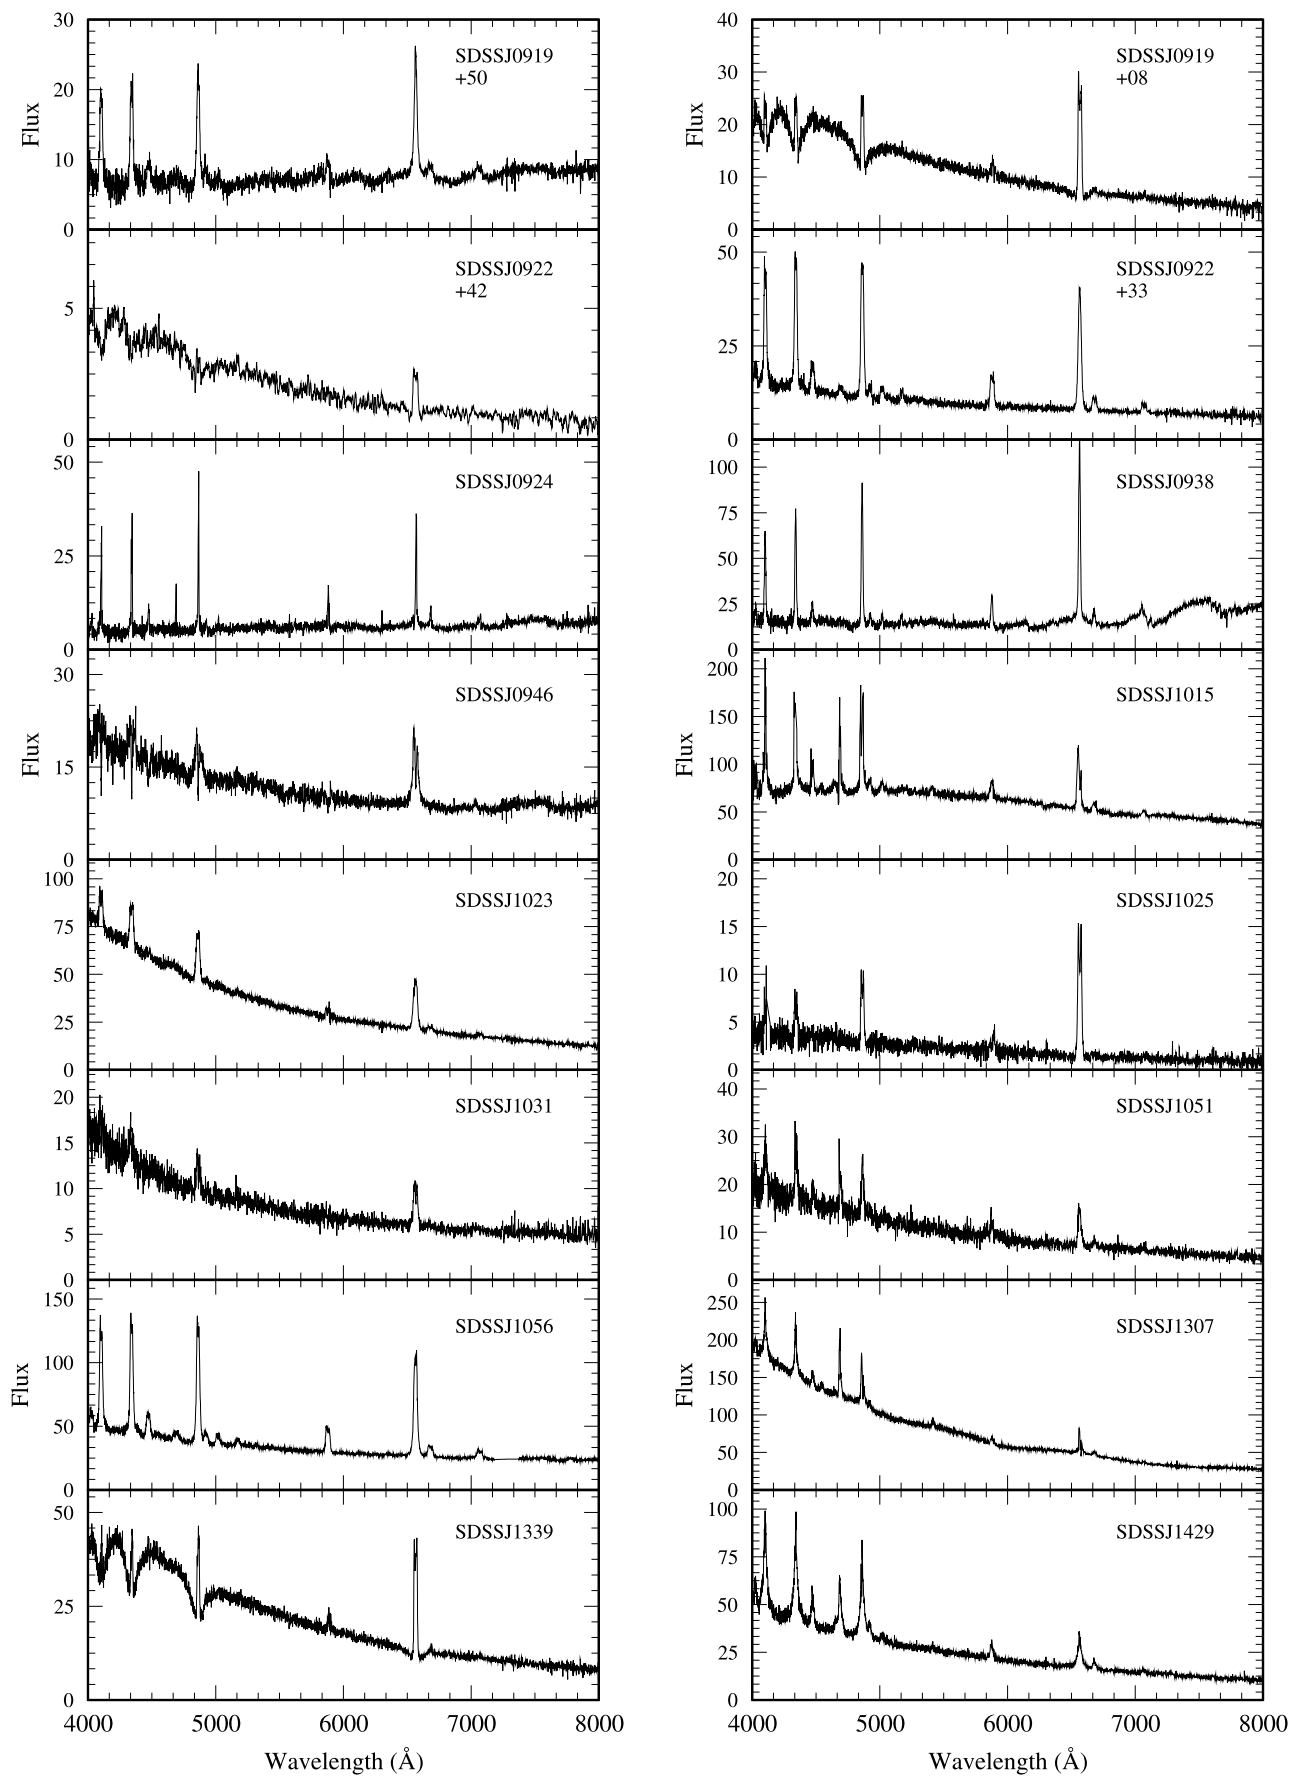 30
20
10
0
Flux
SDSSJ0919
+50
40
30
20
10
0
Flux
SDSSJ0919
+08
5
0
SDSSJ0922
+42
50
25
0
SDSSJ0922
+33
50
25
0
SDSSJ0924
100
75
50
25
0
SDSSJ0938
30
15
0
Flux
SDSSJ0946
200
150
100
50
0
Flux
SDSSJ1015
100
75
50
25
0
SDSSJ1023
20
15
10
5
0
SDSSJ1025
20
15
10
5
0
SDSSJ1031
40
30
20
10
0
SDSSJ1051
150
100
50
0
Flux
SDSSJ1056
250
200
150
100
50
0
Flux
SDSSJ1307
50
25
0
SDSSJ1339
100
75
50
25
0
SDSSJ1429
4000 5000 6000 7000 8000
Wavelength (Å)
4000 5000 6000 7000 8000
Wavelength (Å)